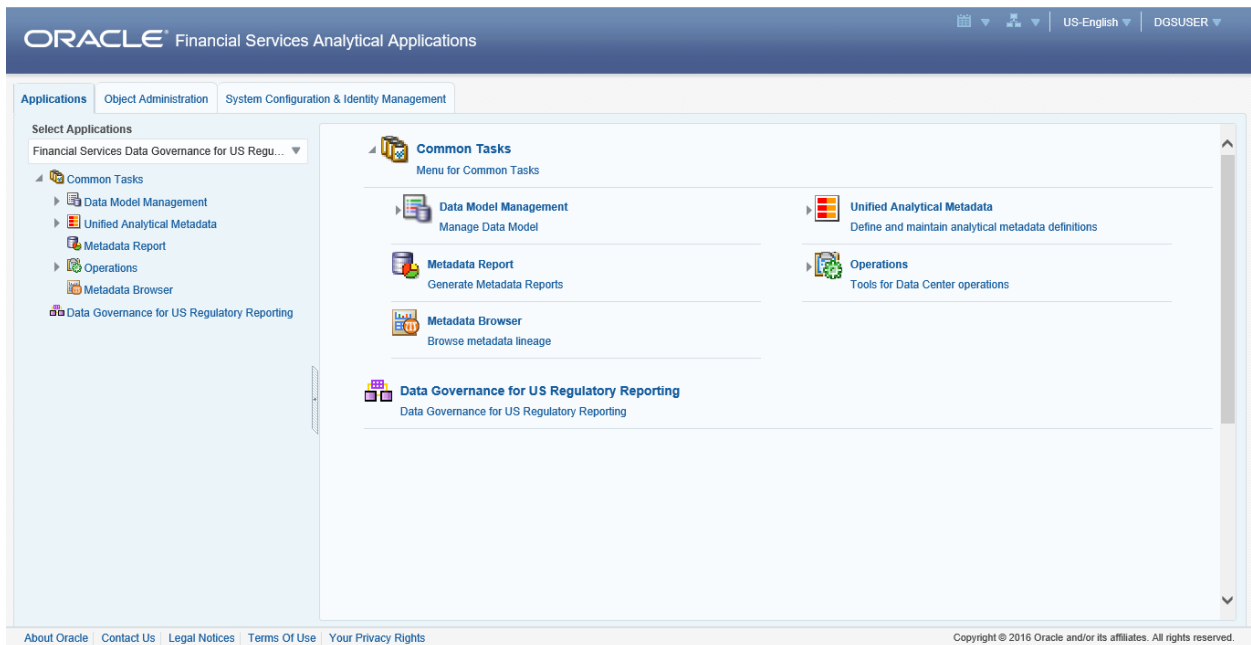 ORACLE® Financial Services Analytical Applications
US-English
DGSUSER
Applications
Object Administration
System Configuration & Identity Management
Select Applications
Financial Services Data Governance for US Regu...
Common Tasks
Data Model Management
Unified Analytical Metadata
Metadata Report
Operations
Metadata Browser
Data Governance for US Regulatory Reporting
Common Tasks
Menu for Common Tasks
Data Model Management
Manage Data Model
Unified Analytical Metadata
Define and maintain analytical metadata definitions
Metadata Report
Generate Metadata Reports
Operations
Tools for Data Center operations
Metadata Browser
Browse metadata lineage
Data Governance for US Regulatory Reporting
Data Governance for US Regulatory Reporting
About Oracle
Contact Us
Legal Notices
Terms Of Use
Your Privacy Rights
Copyright © 2016 Oracle and/or its affiliates. All rights reserved.